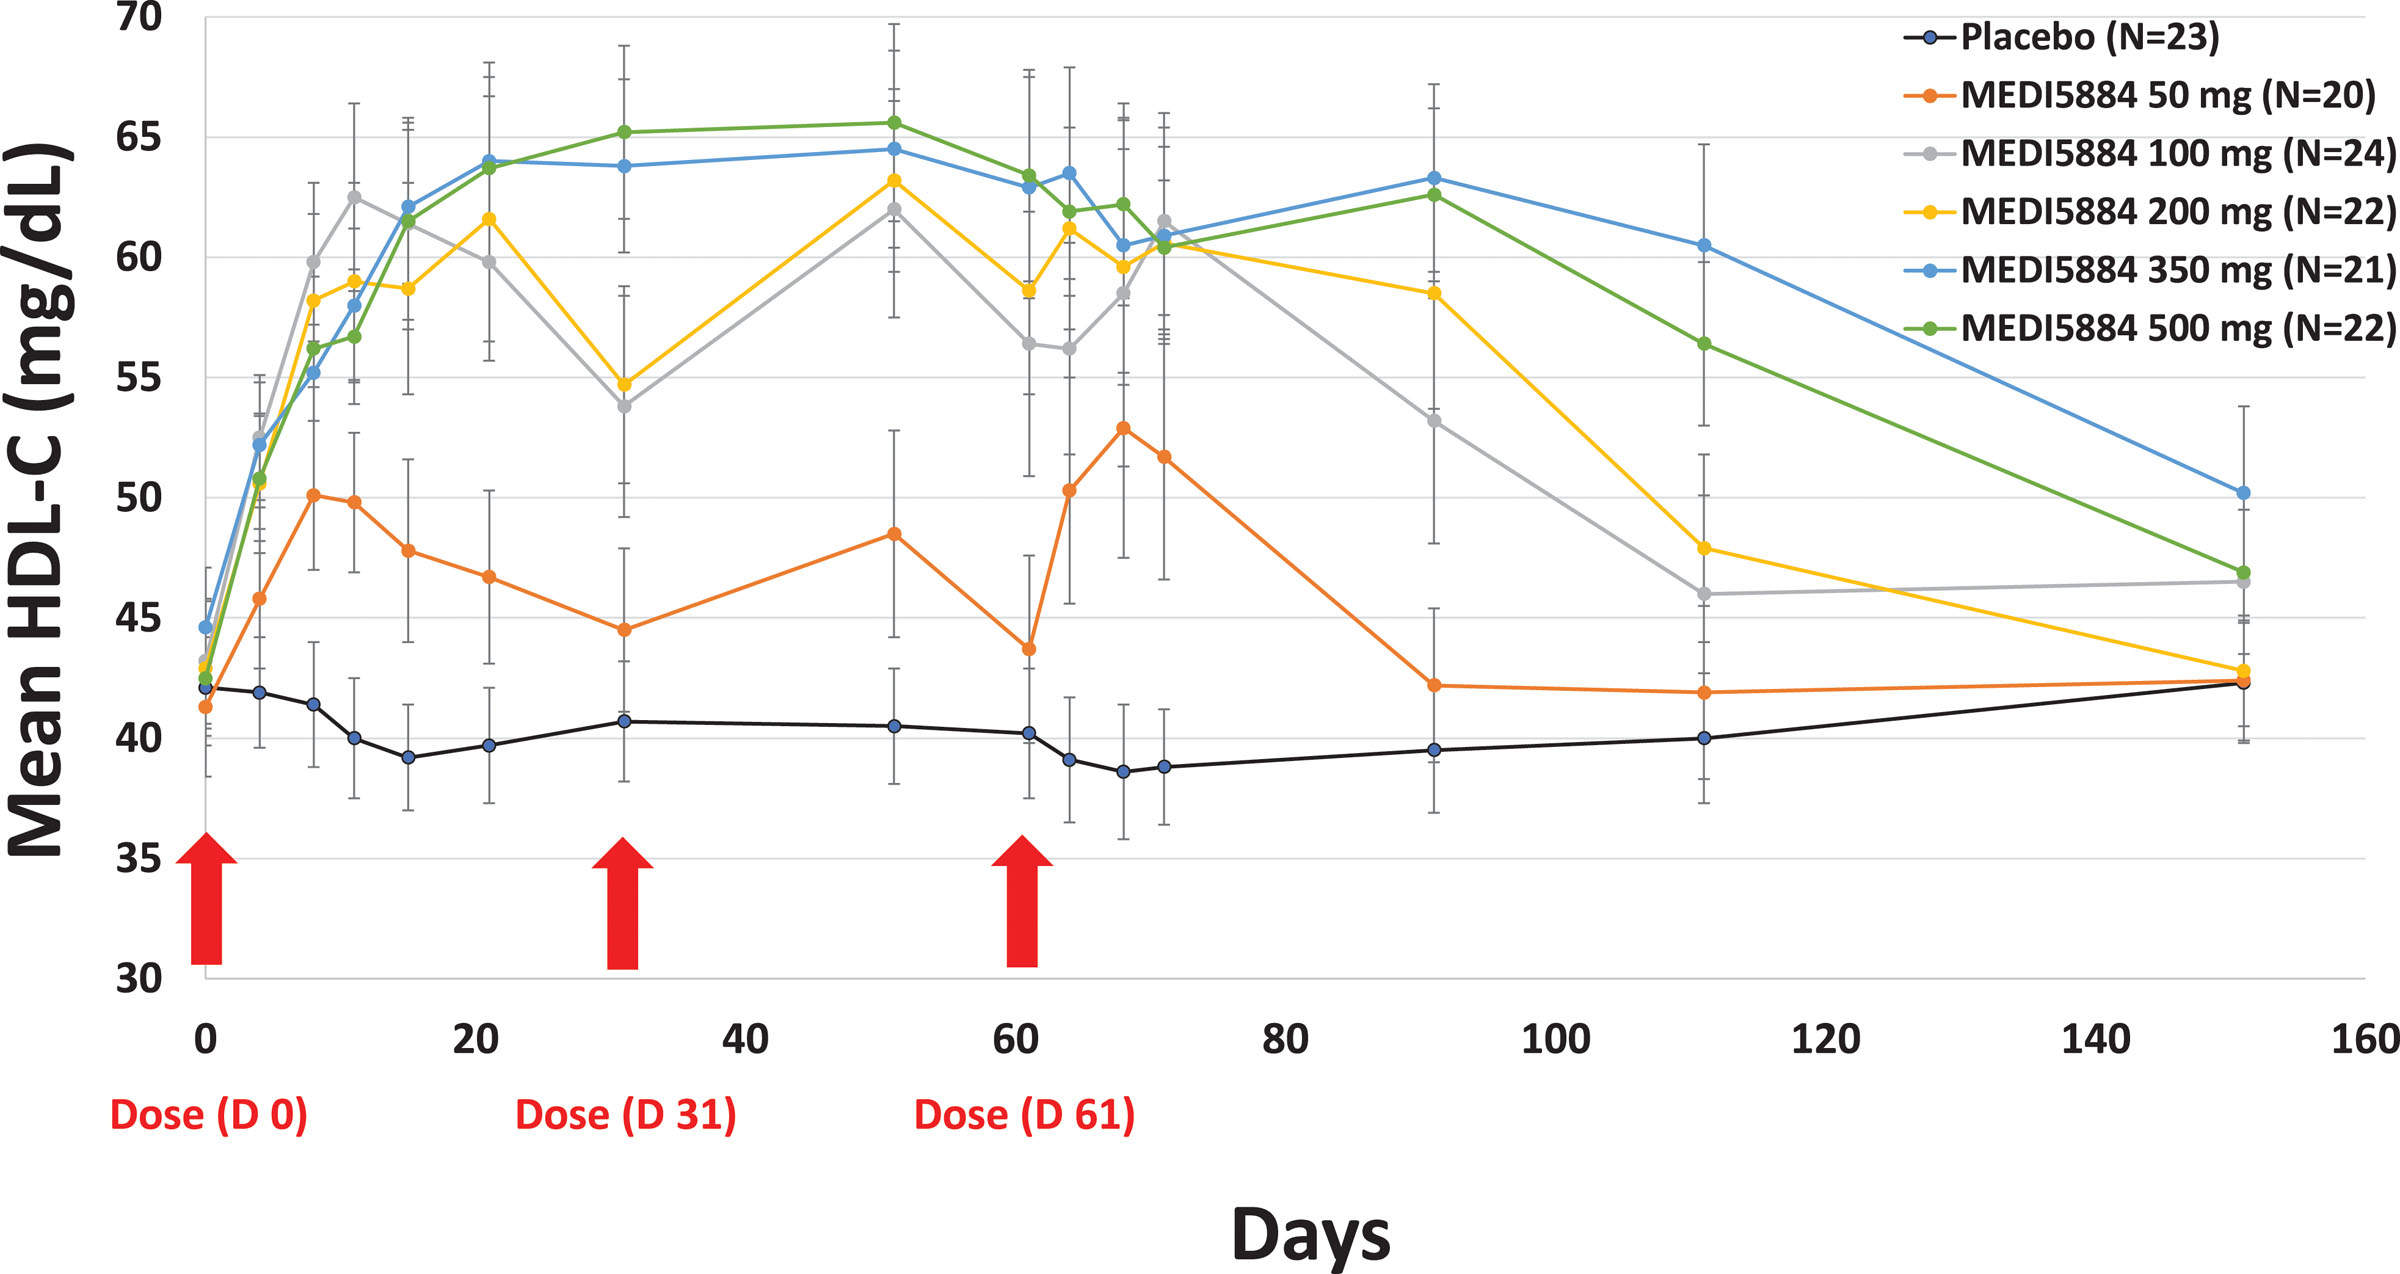 Mean HDL-C (mg/dL)
70
65
60
55
50
45
40
35
30
Placebo (N=23)
MEDI5884 50 mg (N=20)
MEDI5884 100 mg (N=24)
MEDI5884 200 mg (N=22)
MEDI5884 350 mg (N=21)
MEDI5884 500 mg (N=22)
0 20 40 60 80 100 120 140 160
Dose (D 0) Dose (D 31) Dose (D 61)
Days